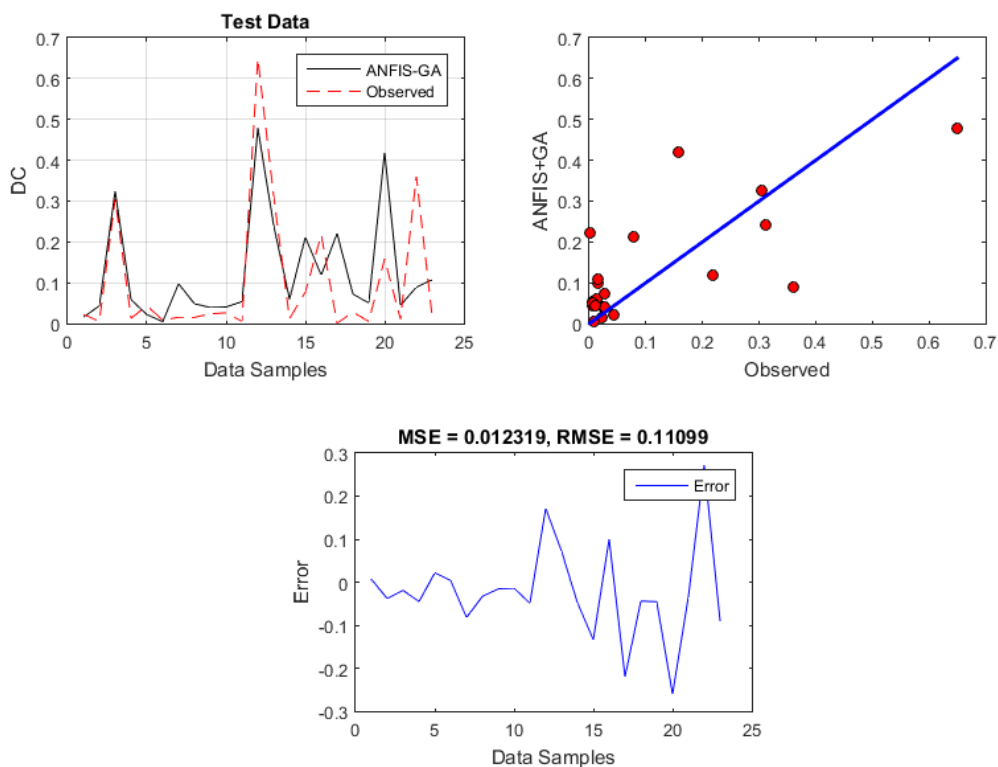 Test Data
0.7
0.6
0.5
0.4
0.3
0.2
0.1
0
DC
0 5 10 15 20 25
Data Samples
ANFIS-GA
Observed
0.7
0.6
0.5
0.4
0.3
0.2
0.1
0
ANFIS+GA
0 0.1 0.2 0.3 0.4 0.5 0.6 0.7
Observed
MSE = 0.012319, RMSE = 0.11099
0.3
0.2
0.1
0
-0.1
-0.2
-0.3
Error
Error
0 5 10 15 20 25
Data Samples